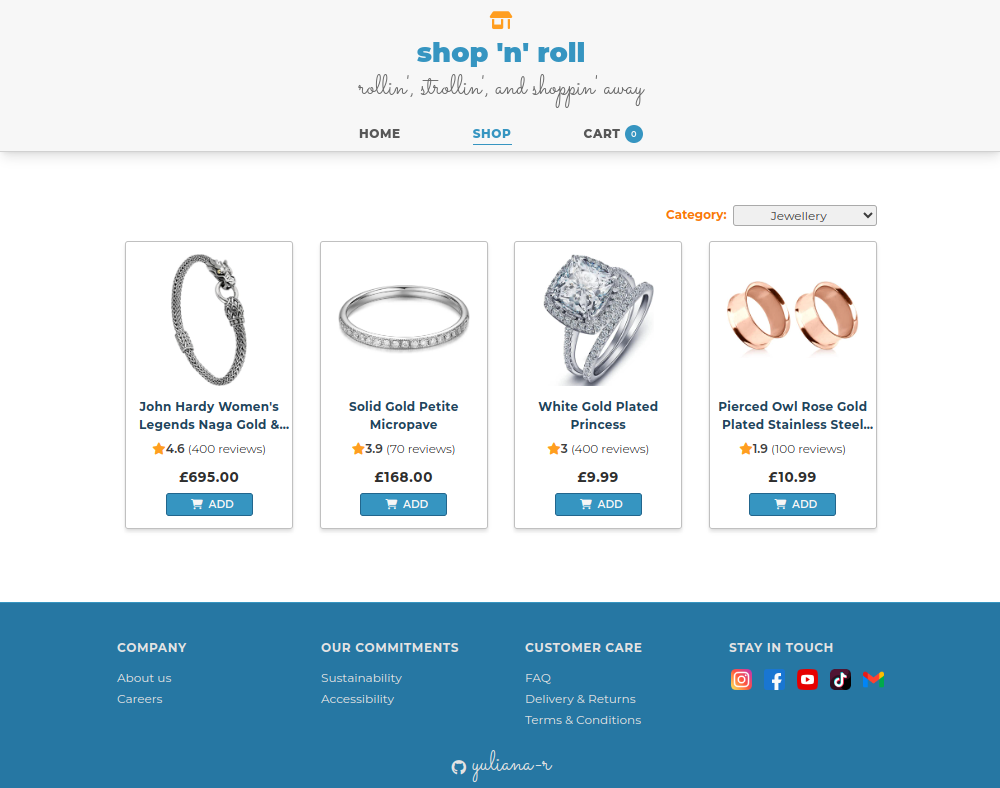 shop 'n' roll
rollin', strollin', and shoppin' away
HOME SHOP CART 0
Category: Jewellery
John Hardy Women's
Legends Naga Gold &...
4.6 (400 reviews)
£695.00
ADD
Solid Gold Petite
Micropave
3.9 (70 reviews)
£168.00
ADD
White Gold Plated
Princess
3 (400 reviews)
£9.99
ADD
Pierced Owl Rose Gold
Plated Stainless Steel...
1.9 (100 reviews)
£10.99
ADD
COMPANY
About us
Careers
OUR COMMITMENTS
Sustainability
Accessibility
CUSTOMER CARE
FAQ
Delivery & Returns
Terms & Conditions
STAY IN TOUCH
yuliana-r